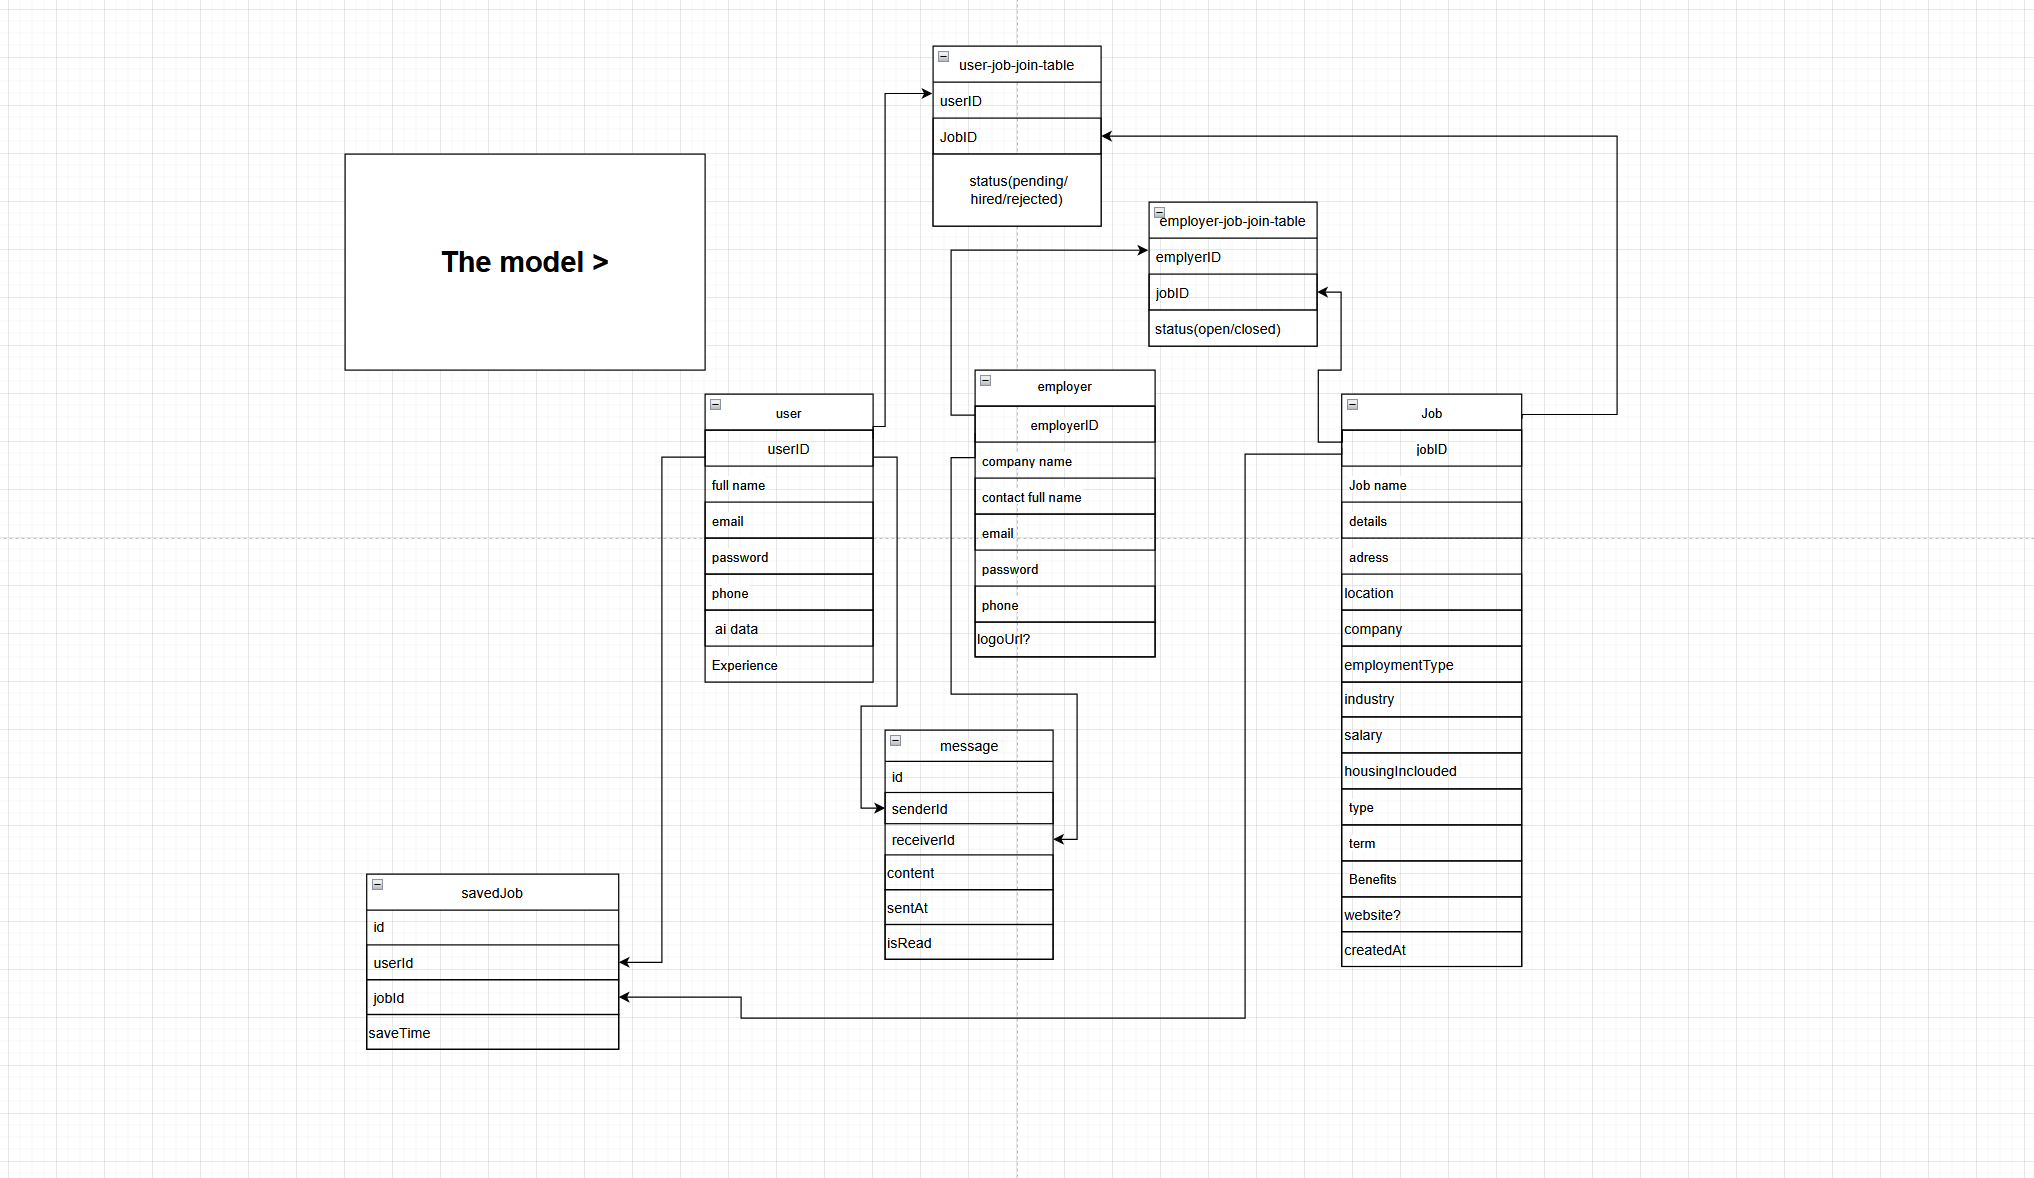 user-job-join-table
userID
JobID
status(pending/
hired/rejected)
The model >
employer-job-join-table
emplyerID
jobID
status(open/closed)
user
userID
full name
email
password
phone
ai data
Experience
employer
employerID
company name
contact full name
email
password
phone
logoUrl?
Job
jobID
Job name
details
adress
location
company
employmentType
industry
salary
housingInclouded
type
term
Benefits
website?
createdAt
message
id
senderId
receiverId
content
sentAt
isRead
savedJob
id
userId
jobId
saveTime